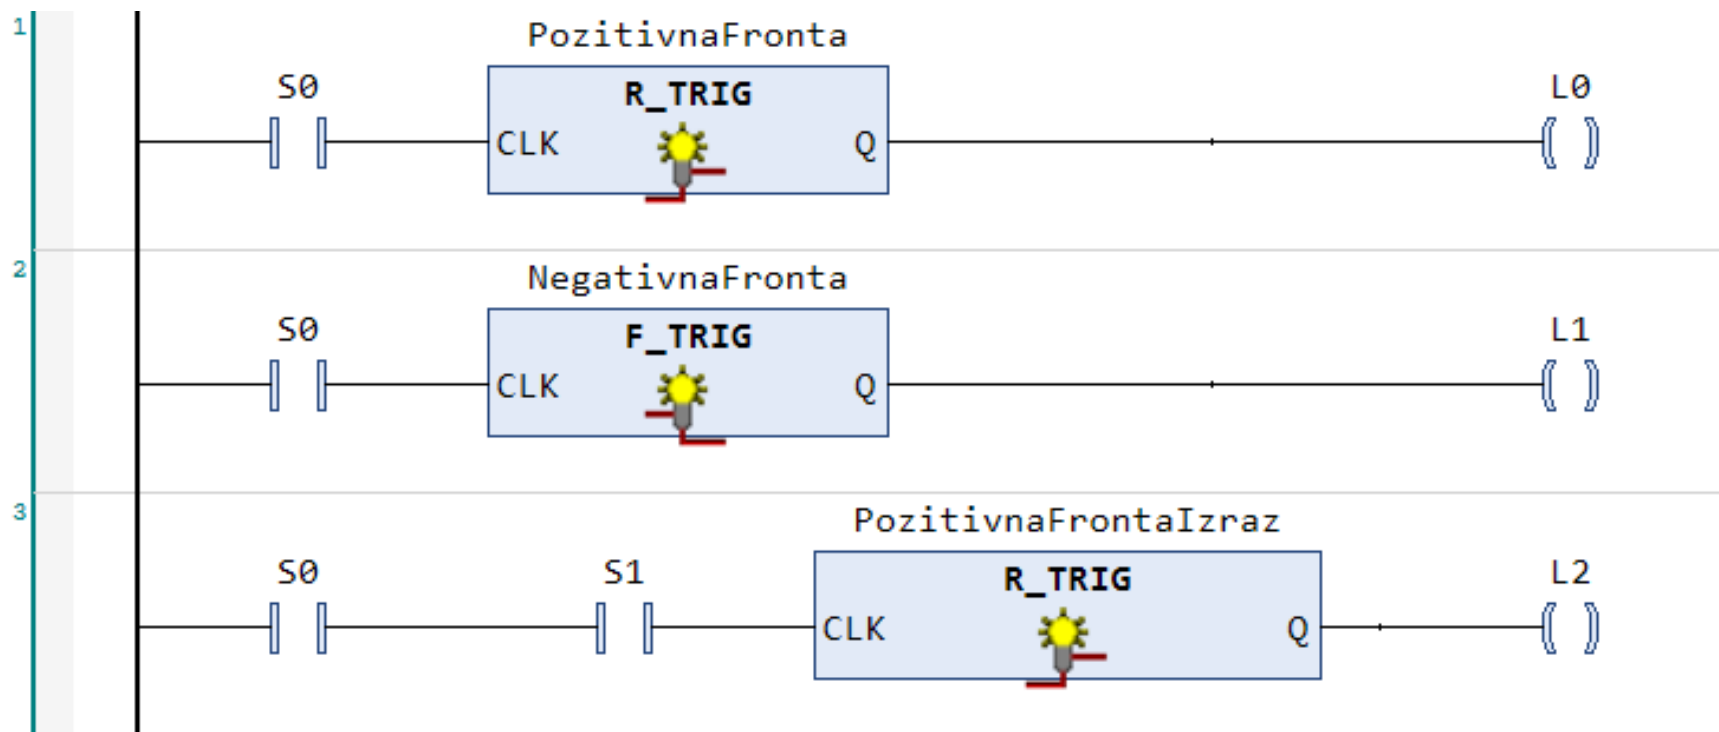 1
PozitivnaFronta
S0
R_TRIG
L0
CLK
Q
2
NegativnaFronta
S0
F_TRIG
L1
CLK
Q
3
PozitivnaFrontaIzraz
S0
S1
R_TRIG
L2
CLK
Q